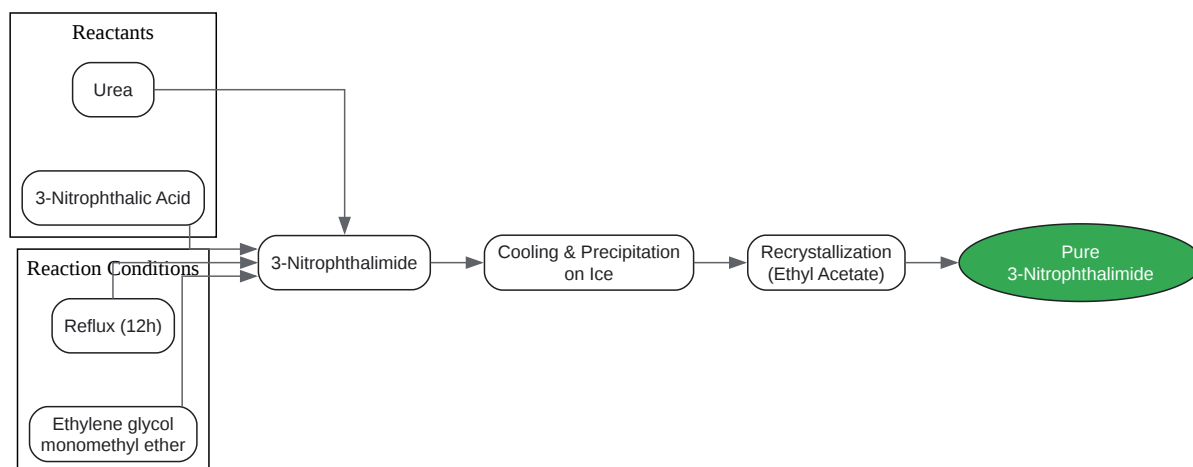 Reactants
Urea
3-Nitrophthalic Acid
Reaction Conditions
Reflux (12h)
Ethylene glycol
monomethyl ether
3-Nitrophthalimide
Cooling & Precipitation
on Ice
Recrystallization
(Ethyl Acetate)
Pure
3-Nitrophthalimide